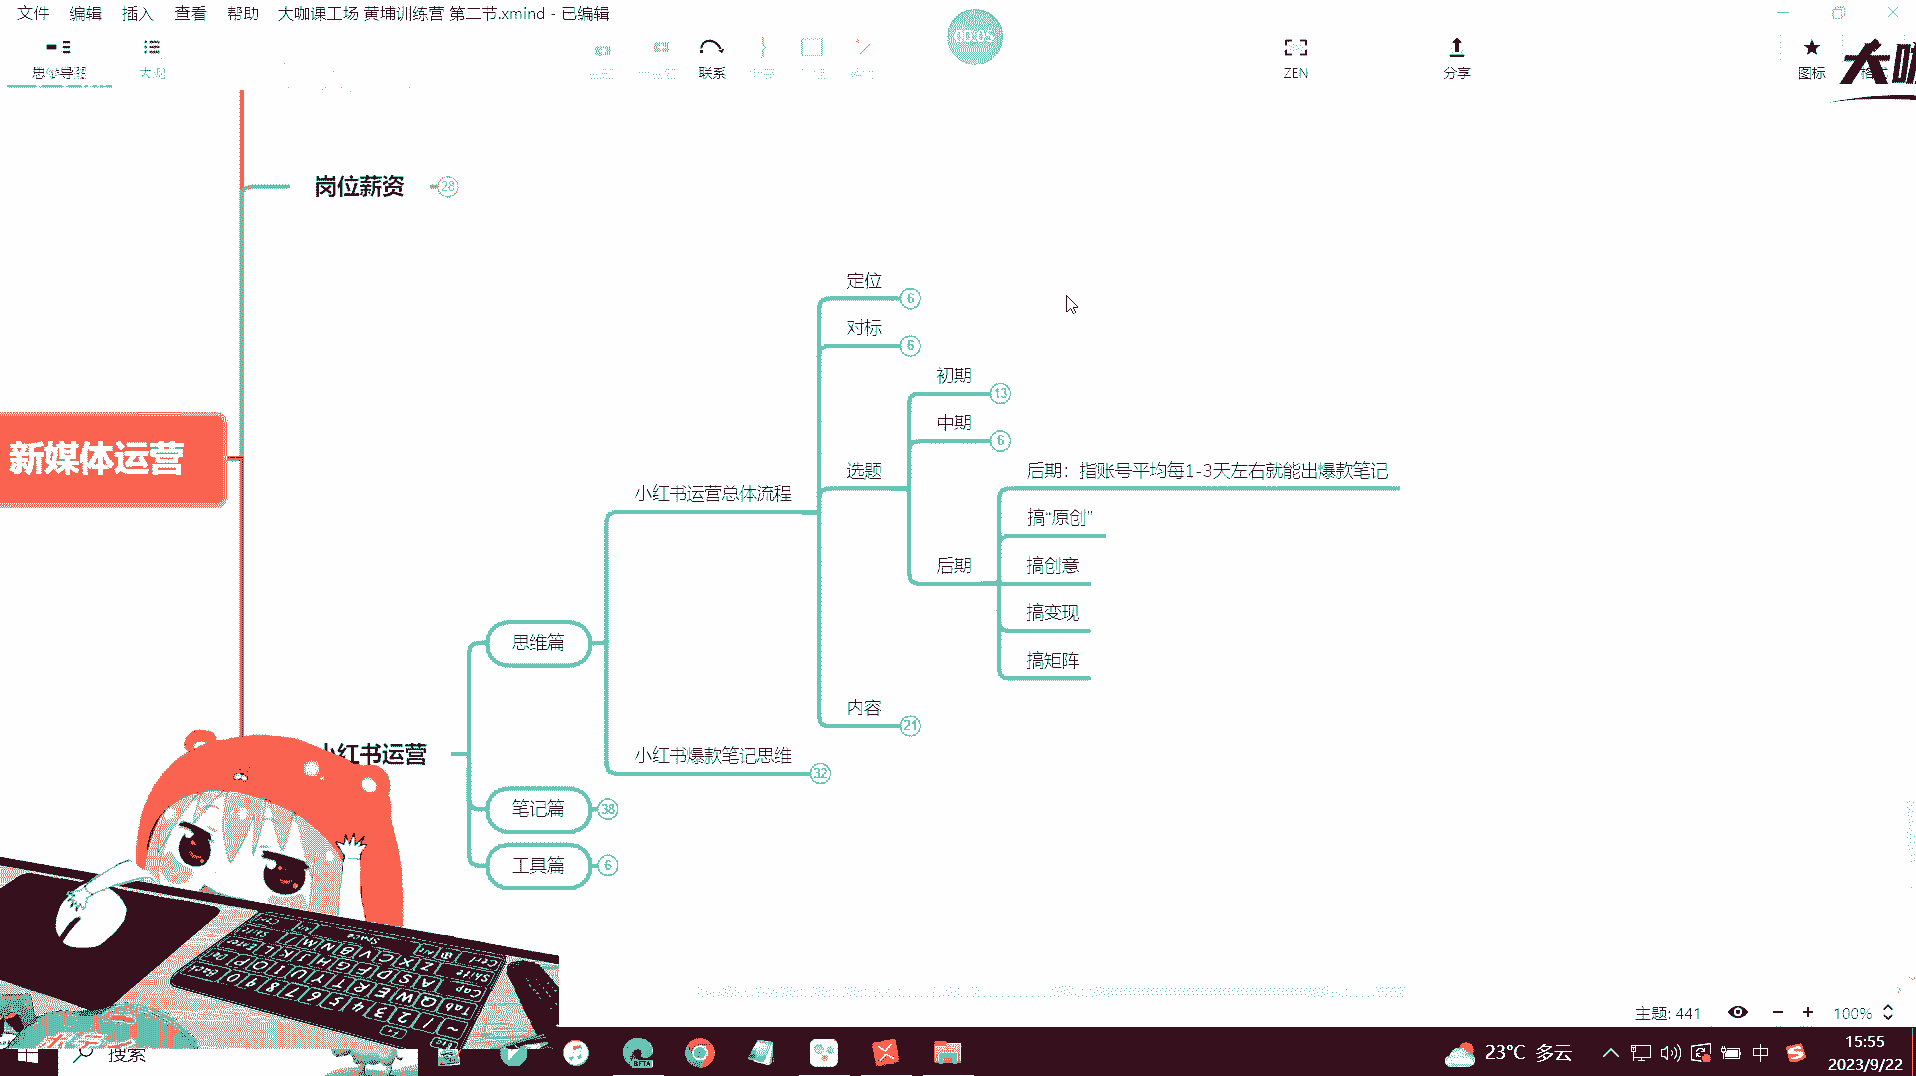 文件 编辑 插入 查看 帮助 大咖课工场 黄埔训练营 第二节.xmind - 已编辑
00:05
思维导图 大纲 联系 ZEN 分享 图标 格式
大咖
岗位薪资 28
定位 6
对标 6
初期 13
中期 6
选题
后期：指账号平均每1-3天左右就能出爆款笔记
新媒体运营
小红书运营总体流程
搞“原创”
后期
搞创意
搞变现
思维篇
搞矩阵
内容 21
小红书运营
小红书爆款笔记思维 32
笔记篇 38
工具篇 6
主题: 441 100%
搜索
BETA
23°C 多云 中 15:55
2023/9/22